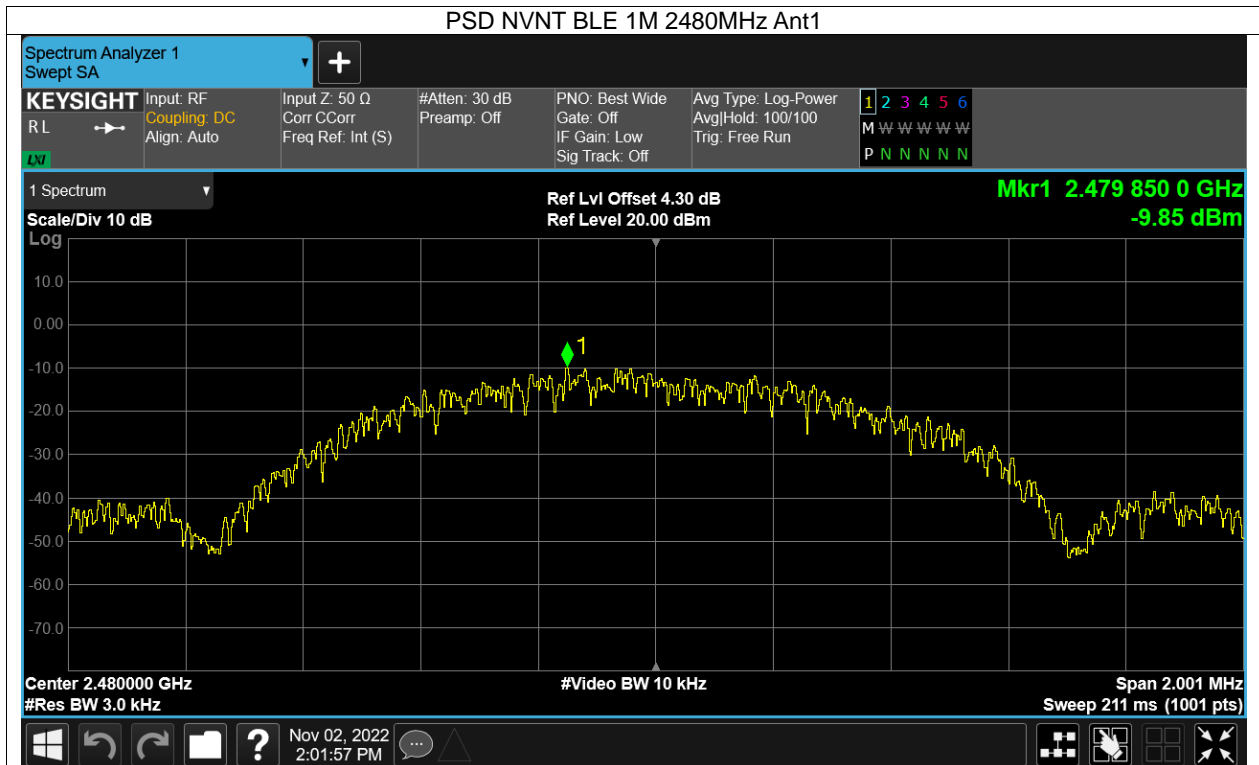 PSD NVNT BLE 1M 2480MHz Ant1
Spectrum Analyzer 1
Swept SA
KEYSIGHT
RL
LXI
Input: RF
Coupling: DC
Align: Auto
Input Z: 50 Ω
Corr CCorr
Freq Ref: Int (S)
#Atten: 30 dB
Preamp: Off
PNO: Best Wide
Gate: Off
IF Gain: Low
Sig Track: Off
Avg Type: Log-Power
Avg|Hold: 100/100
Trig: Free Run
1 2 3 4 5 6
M W W W W W
P N N N N N
1 Spectrum
Scale/Div 10 dB
Ref Lvl Offset 4.30 dB
Ref Level 20.00 dBm
Mkr1 2.479 850 0 GHz
-9.85 dBm
Log
10.0
0.00
-10.0
-20.0
-30.0
-40.0
-50.0
-60.0
-70.0
1
Center 2.480000 GHz
#Res BW 3.0 kHz
#Video BW 10 kHz
Span 2.001 MHz
Sweep 211 ms (1001 pts)
?
Nov 02, 2022
2:01:57 PM